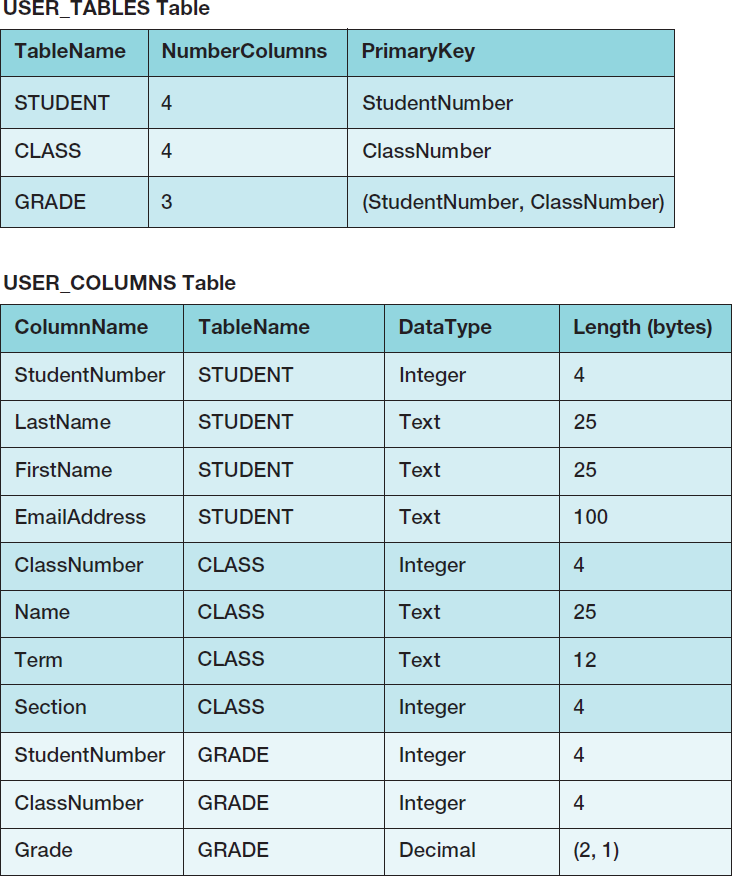 USER_TABLES Table
TableName NumberColumns PrimaryKey
STUDENT 4 StudentNumber
CLASS 4 ClassNumber
GRADE 3 (StudentNumber, ClassNumber)
USER_COLUMNS Table
ColumnName TableName DataType Length (bytes)
StudentNumber STUDENT Integer 4
LastName STUDENT Text 25
FirstName STUDENT Text 25
EmailAddress STUDENT Text 100
ClassNumber CLASS Integer 4
Name CLASS Text 25
Term CLASS Text 12
Section CLASS Integer 4
StudentNumber GRADE Integer 4
ClassNumber GRADE Integer 4
Grade GRADE Decimal (2, 1)